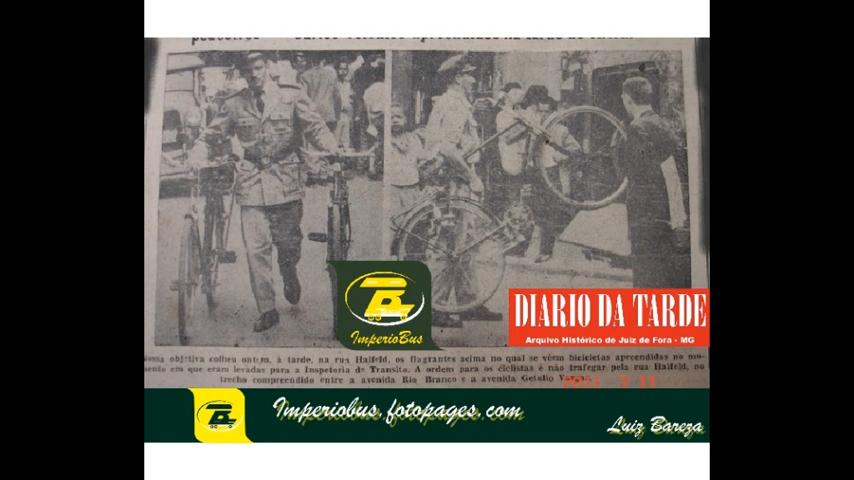 DIARIO DA TARDE
Arquivo Histórico de Juiz de Fora - MG
ImperioBus
Nossa objetiva colheu ontem, à tarde, na rua Halfeld, os flagrantes acima no qual se vêem bicicletas apreendidas no mo-
mento em que eram levadas para a Inspetoria de Transito. A ordem para os ciclistas é não trafegar pela rua Halfeld, no
trecho compreendido entre a avenida Rio Branco e a avenida Getulio
Imperiobus.fotopages.com
Luiz Bareza